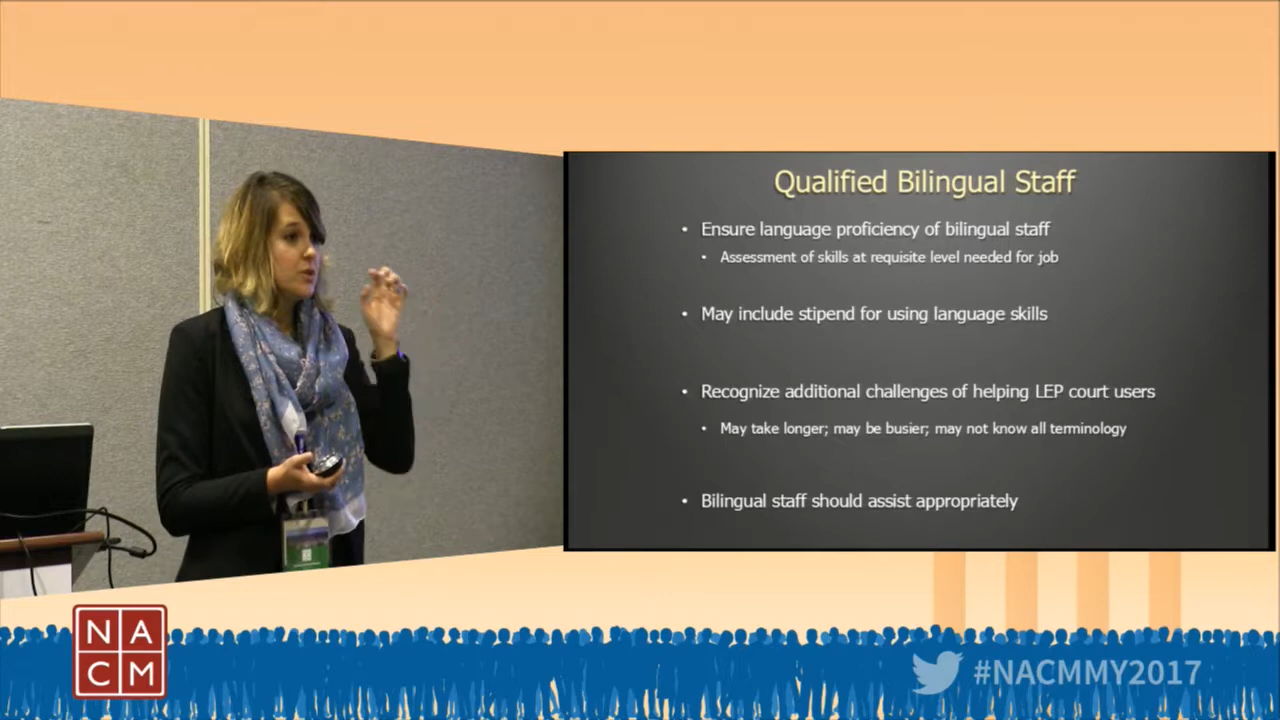 Qualified Bilingual Staff
• Ensure language proficiency of bilingual staff
• Assessment of skills at requisite level needed for job
• May include stipend for using language skills
• Recognize additional challenges of helping LEP court users
• May take longer; may be busier; may not know all terminology
• Bilingual staff should assist appropriately
N A
C M
#NACMMY2017